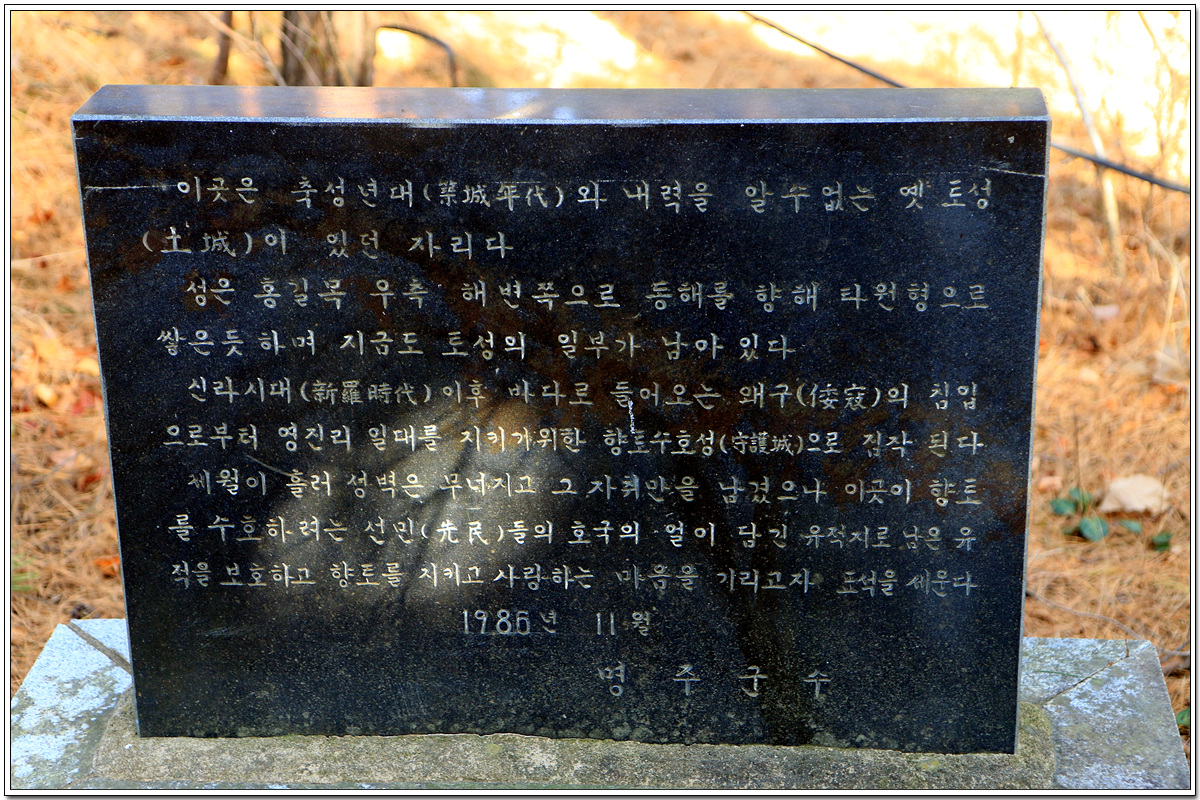 이곳은 축성년대(築城年代)와 내력을 알수없는 옛 토성
(土城)이 있던 자리다
성은 홍길목 우측 해변쪽으로 동해를 향해 타원형으로
쌓은듯 하며 지금도 토성의 일부가 남아 있다
신라시대(新羅時代)이후 바다로 들어오는 왜구(倭寇)의 침입
으로부터 영진리 일대를 지키기위한 향토수호성(守護城)으로 짐작 된다
세월이 흘러 성벽은 무너지고 그 자취만을 남겼으나 이곳이 향토
를 수호하려는 선민(先民)들의 호국의 얼이 담긴 유적지로 남은 유
적을 보호하고 향토를 지키고 사랑하는 마음을 기리고자 표석을 세운다
1986년 11월
명주군수